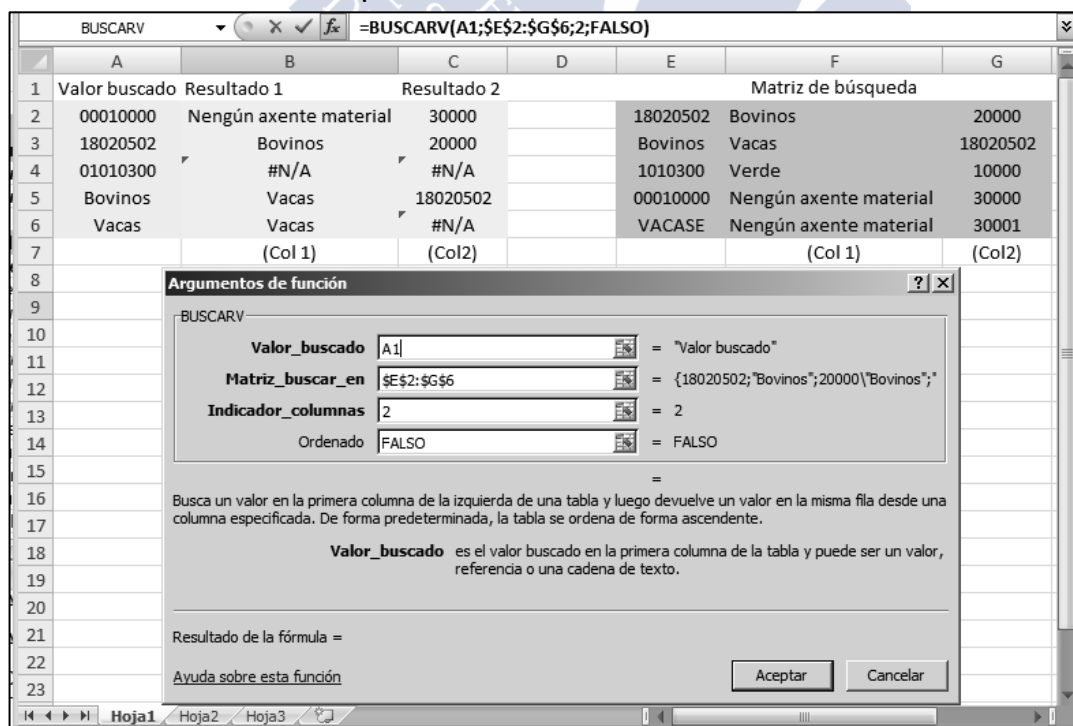 BUSCARV fx =BUSCARV(A1;$E$2:$G$6;2;FALSO)
A B C D E F G
1 Valor buscado Resultado 1 Resultado 2 Matriz de búsqueda
2 00010000 Nengún axente material 30000 18020502 Bovinos 20000
3 18020502 Bovinos 20000 Bovinos Vacas 18020502
4 01010300 #N/A #N/A 1010300 Verde 10000
5 Bovinos Vacas 18020502 00010000 Nengún axente material 30000
6 Vacas Vacas #N/A VACASE Nengún axente material 30001
7 (Col 1) (Col2) (Col 1) (Col2)
8
9
10
11
12
13
14
15
16
17
18
19
20
21
22
23
Argumentos de función
BUSCARV
Valor_buscado A1 = "Valor buscado"
Matriz_buscar_en $E$2:$G$6 = {18020502;"Bovinos";20000\"Bovinos";"
Indicador_columnas 2 = 2
Ordenado FALSO = FALSO
=
Busca un valor en la primera columna de la izquierda de una tabla y luego devuelve un valor en la misma fila desde una
columna especificada. De forma predeterminada, la tabla se ordena de forma ascendente.
Valor_buscado es el valor buscado en la primera columna de la tabla y puede ser un valor,
referencia o una cadena de texto.
Resultado de la fórmula =
Ayuda sobre esta función
Aceptar Cancelar
Hoja1 Hoja2 Hoja3